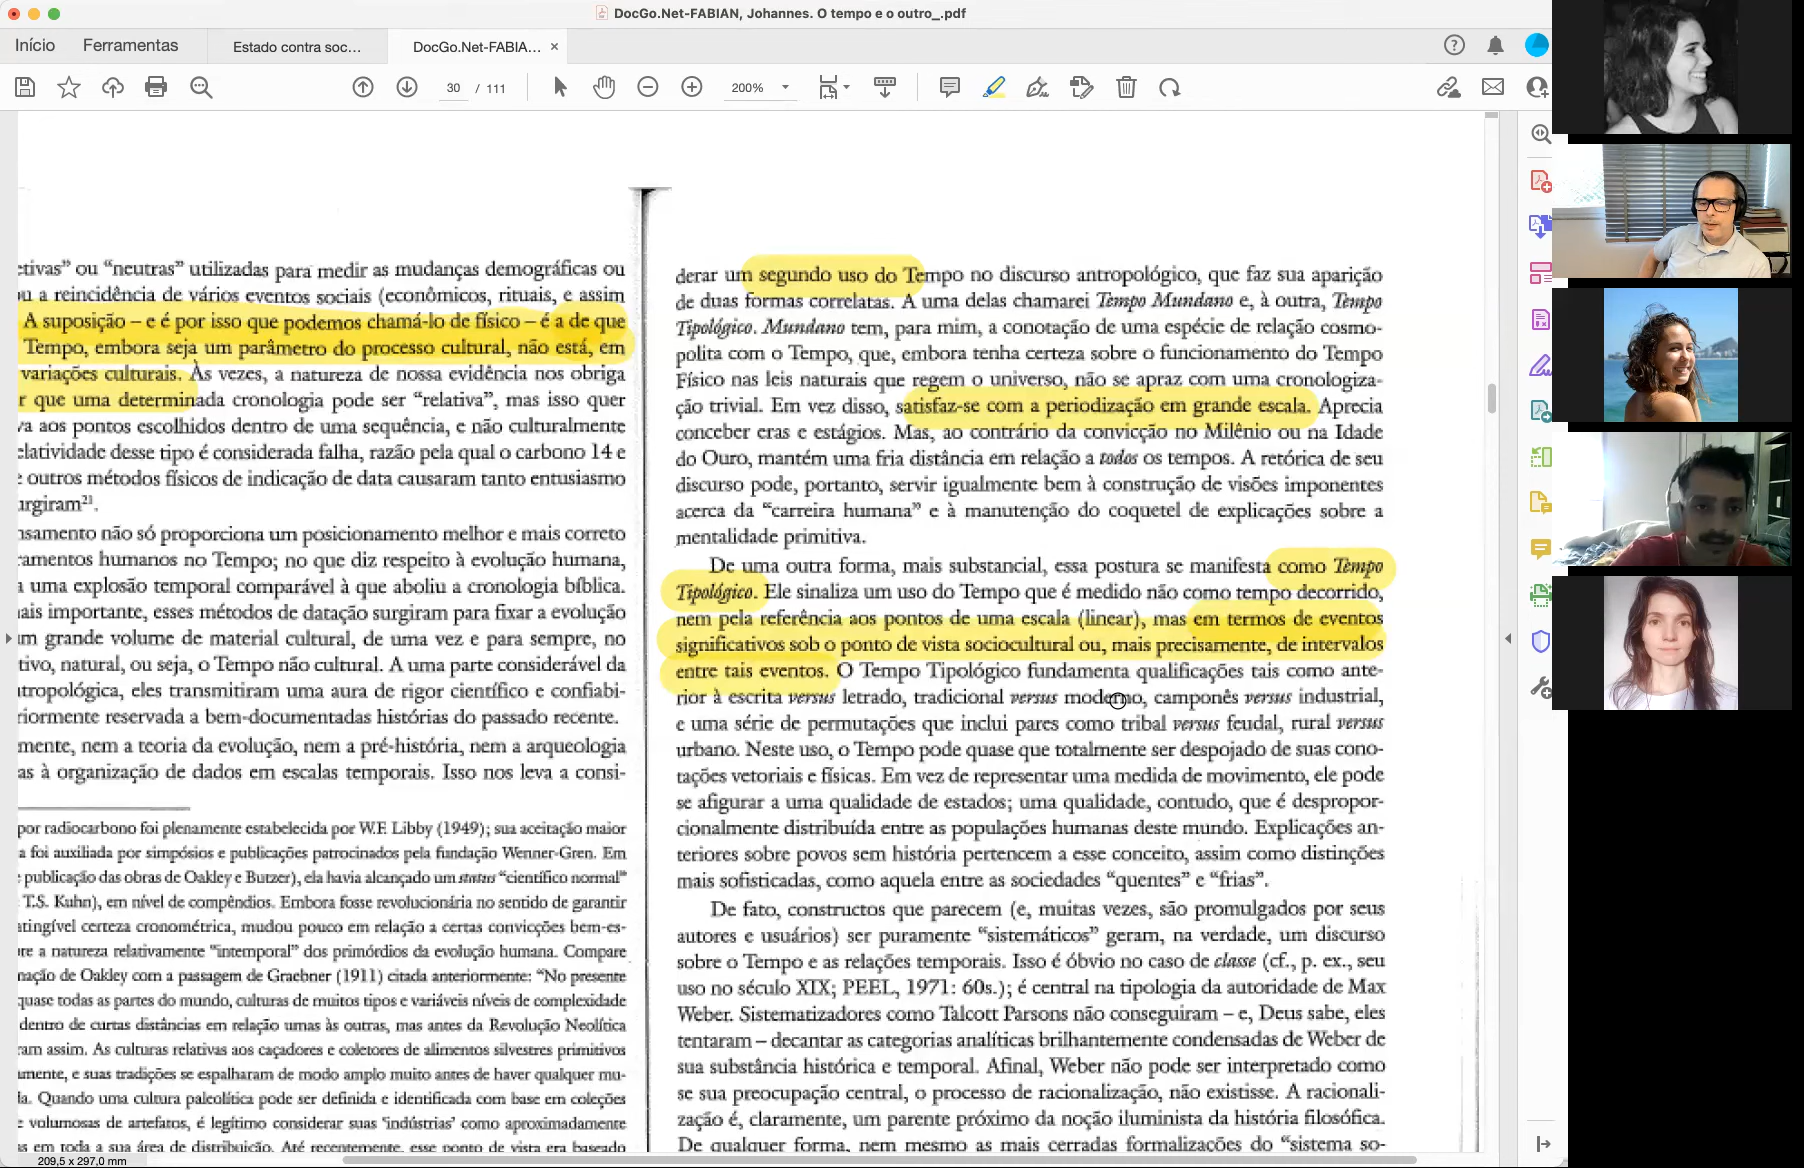 DocGo.Net-FABIAN, Johannes. O tempo e o outro_.pdf
Início Ferramentas Estado contra soc... DocGo.Net-FABIA... ×
30 / 111 200%
etivas” ou “neutras” utilizadas para medir as mudanças demográficas ou
ou a reincidência de vários eventos sociais (econômicos, rituais, e assim
A suposição – e é por isso que podemos chamá-lo de físico – é a de que
Tempo, embora seja um parâmetro do processo cultural, não está, em
variações culturais. Às vezes, a natureza de nossa evidência nos obriga
r que uma determinada cronologia pode ser “relativa”, mas isso quer
va aos pontos escolhidos dentro de uma sequência, e não culturalmente
elatividade desse tipo é considerada falha, razão pela qual o carbono 14 e
e outros métodos físicos de indicação de data causaram tanto entusiasmo
urgiram²¹.
nsamento não só proporciona um posicionamento melhor e mais correto
amentos humanos no Tempo; no que diz respeito à evolução humana,
a uma explosão temporal comparável à que aboliu a cronologia bíblica.
ais importante, esses métodos de datação surgiram para fixar a evolução
um grande volume de material cultural, de uma vez e para sempre, no
tivo, natural, ou seja, o Tempo não cultural. A uma parte considerável da
tropológica, eles transmitiram uma aura de rigor científico e confiabi-
riormente reservada a bem-documentadas histórias do passado recente.
mente, nem a teoria da evolução, nem a pré-história, nem a arqueologia
as à organização de dados em escalas temporais. Isso nos leva a consi-
por radiocarbono foi plenamente estabelecida por W.F. Libby (1949); sua aceitação maior
a foi auxiliada por simpósios e publicações patrocinados pela fundação Wenner-Gren. Em
e publicação das obras de Oakley e Butzer), ela havia alcançado um status “científico normal”
T.S. Kuhn), em nível de compêndios. Embora fosse revolucionária no sentido de garantir
atingível certeza cronométrica, mudou pouco em relação a certas convicções bem-es-
re a natureza relativamente “intemporal” dos primórdios da evolução humana. Compare
mação de Oakley com a passagem de Graebner (1911) citada anteriormente: “No presente
quase todas as partes do mundo, culturas de muitos tipos e variáveis níveis de complexidade
dentro de curtas distâncias em relação umas às outras, mas antes da Revolução Neolítica
ram assim. As culturas relativas aos caçadores e coletores de alimentos silvestres primitivos
amente, e suas tradições se espalharam de modo amplo muito antes de haver qualquer mu-
la. Quando uma cultura paleolítica pode ser definida e identificada com base em coleções
e volumosas de artefatos, é legítimo considerar suas ‘indústrias’ como aproximadamente
as em toda a sua área de distribuição. Até recentemente, esse ponto de vista era baseado
209,5 x 297,0 mm
derar um segundo uso do Tempo no discurso antropológico, que faz sua aparição
de duas formas correlatas. A uma delas chamarei Tempo Mundano e, à outra, Tempo
Tipológico. Mundano tem, para mim, a conotação de uma espécie de relação cosmo-
polita com o Tempo, que, embora tenha certeza sobre o funcionamento do Tempo
Físico nas leis naturais que regem o universo, não se apraz com uma cronologiza-
ção trivial. Em vez disso, satisfaz-se com a periodização em grande escala. Aprecia
conceber eras e estágios. Mas, ao contrário da convicção no Milênio ou na Idade
do Ouro, mantém uma fria distância em relação a todos os tempos. A retórica de seu
discurso pode, portanto, servir igualmente bem à construção de visões imponentes
acerca da “carreira humana” e à manutenção do coquetel de explicações sobre a
mentalidade primitiva.
De uma outra forma, mais substancial, essa postura se manifesta como Tempo
Tipológico. Ele sinaliza um uso do Tempo que é medido não como tempo decorrido,
nem pela referência aos pontos de uma escala (linear), mas em termos de eventos
significativos sob o ponto de vista sociocultural ou, mais precisamente, de intervalos
entre tais eventos. O Tempo Tipológico fundamenta qualificações tais como ante-
rior à escrita versus letrado, tradicional versus moderno, camponês versus industrial,
e uma série de permutações que inclui pares como tribal versus feudal, rural versus
urbano. Neste uso, o Tempo pode quase que totalmente ser despojado de suas cono-
tações vetoriais e físicas. Em vez de representar uma medida de movimento, ele pode
se afigurar a uma qualidade de estados; uma qualidade, contudo, que é despropor-
cionalmente distribuída entre as populações humanas deste mundo. Explicações an-
teriores sobre povos sem história pertencem a esse conceito, assim como distinções
mais sofisticadas, como aquela entre as sociedades “quentes” e “frias”.
De fato, constructos que parecem (e, muitas vezes, são promulgados por seus
autores e usuários) ser puramente “sistemáticos” geram, na verdade, um discurso
sobre o Tempo e as relações temporais. Isso é óbvio no caso de classe (cf., p. ex., seu
uso no século XIX; PEEL, 1971: 60s.); é central na tipologia da autoridade de Max
Weber. Sistematizadores como Talcott Parsons não conseguiram – e, Deus sabe, eles
tentaram – decantar as categorias analíticas brilhantemente condensadas de Weber de
sua substância histórica e temporal. Afinal, Weber não pode ser interpretado como
se sua preocupação central, o processo de racionalização, não existisse. A racionali-
zação é, claramente, um parente próximo da noção iluminista da história filosófica.
De qualquer forma, nem mesmo as mais cerradas formalizações do “sistema so-